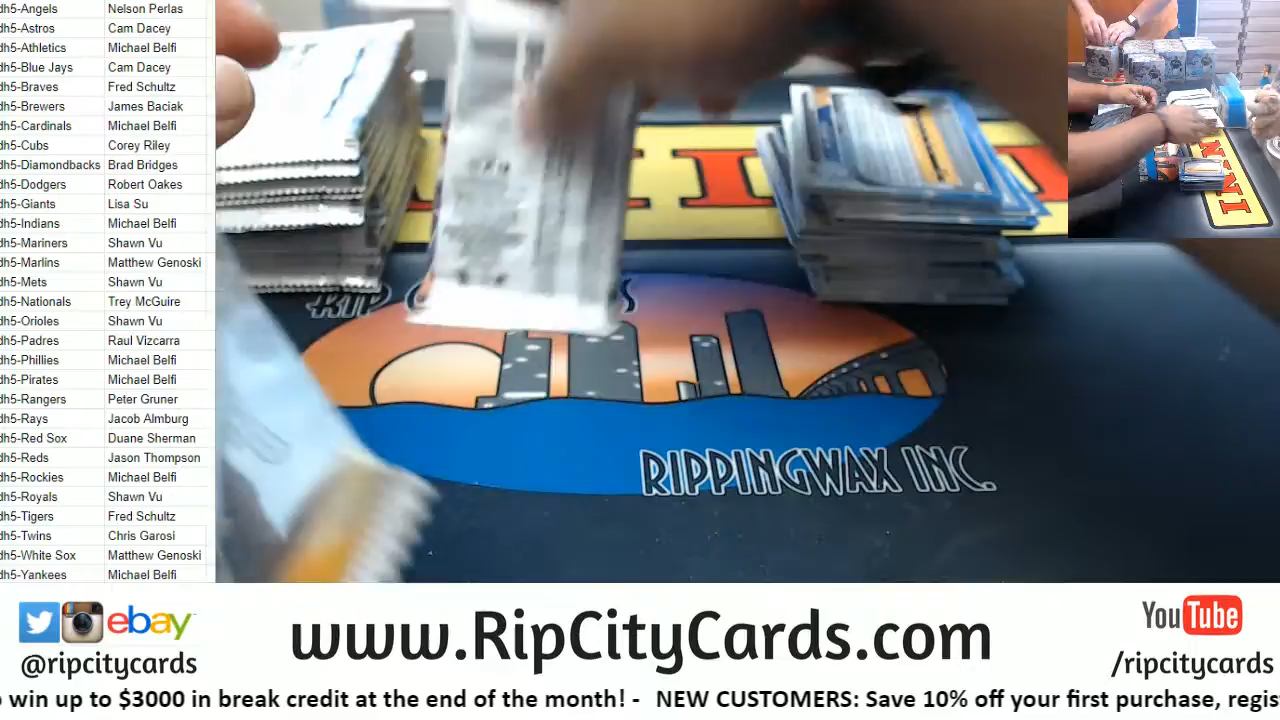 dh5-Angels Nelson Perlas
dh5-Astros Cam Dacey
dh5-Athletics Michael Belfi
dh5-Blue Jays Cam Dacey
dh5-Braves Fred Schultz
dh5-Brewers James Baciak
dh5-Cardinals Michael Belfi
dh5-Cubs Corey Riley
dh5-Diamondbacks Brad Bridges
dh5-Dodgers Robert Oakes
dh5-Giants Lisa Su
dh5-Indians Michael Belfi
dh5-Mariners Shawn Vu
dh5-Marlins Matthew Genoski
dh5-Mets Shawn Vu
dh5-Nationals Trey McGuire
dh5-Orioles Shawn Vu
dh5-Padres Raul Vizcarra
dh5-Phillies Michael Belfi
dh5-Pirates Michael Belfi
dh5-Rangers Peter Gruner
dh5-Rays Jacob Almburg
dh5-Red Sox Duane Sherman
dh5-Reds Jason Thompson
dh5-Rockies Michael Belfi
dh5-Royals Shawn Vu
dh5-Tigers Fred Schultz
dh5-Twins Chris Garosi
dh5-White Sox Matthew Genoski
dh5-Yankees Michael Belfi
RIP
RIPPINGWAX INC.
ebay
@ripcitycards
www.RipCityCards.com
YouTube
/ripcitycards
o win up to $3000 in break credit at the end of the month! - NEW CUSTOMERS: Save 10% off your first purchase, regis